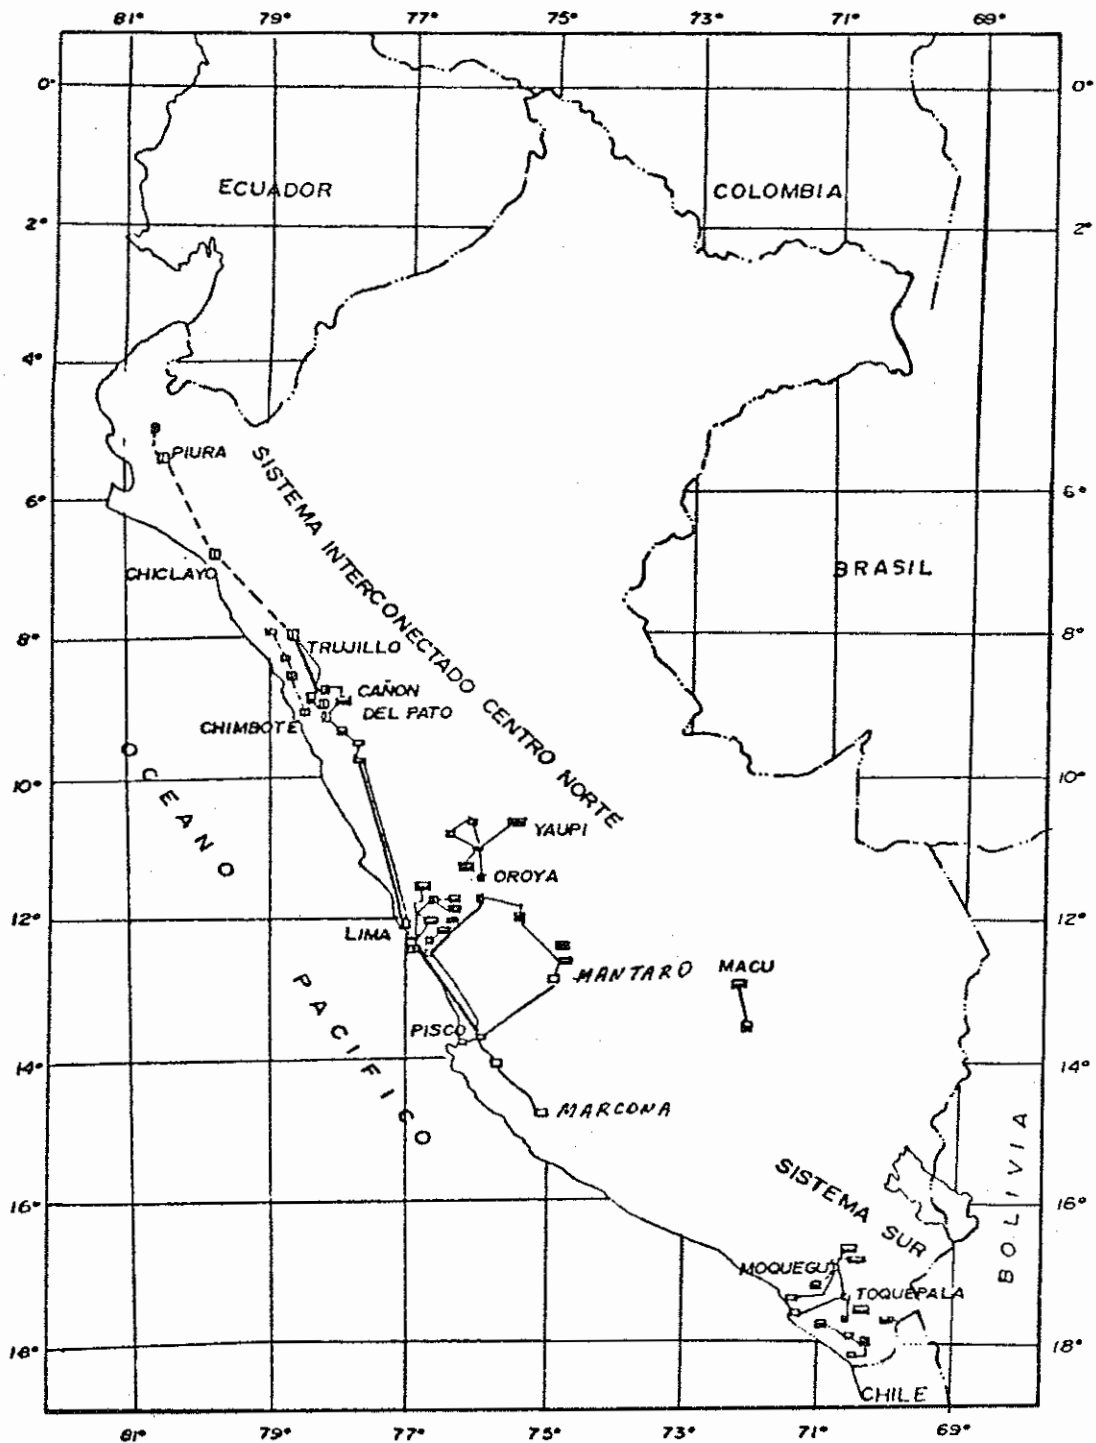 81° 79° 77° 75° 73° 71° 69°
0° 0°
ECUADOR
COLOMBIA
2° 2°
4°
PIURA
SISTEMA INTERCONECTADO CENTRO NORTE
6° 6°
CHICLAYO
BRASIL
8° 8°
TRUJILLO
CAÑON
DEL PATO
CHIMBOTE
OCEANO
10° 10°
YAUPI
OROYA
12° 12°
LIMA
MANTARO
MACU
PACIFICO
PISCO
14° 14°
MARCONA
BOLIVIA
SISTEMA SUR
16° 16°
MOQUEGU
TOQUEPALA
18° 18°
CHILE
81° 79° 77° 75° 73° 71° 69°